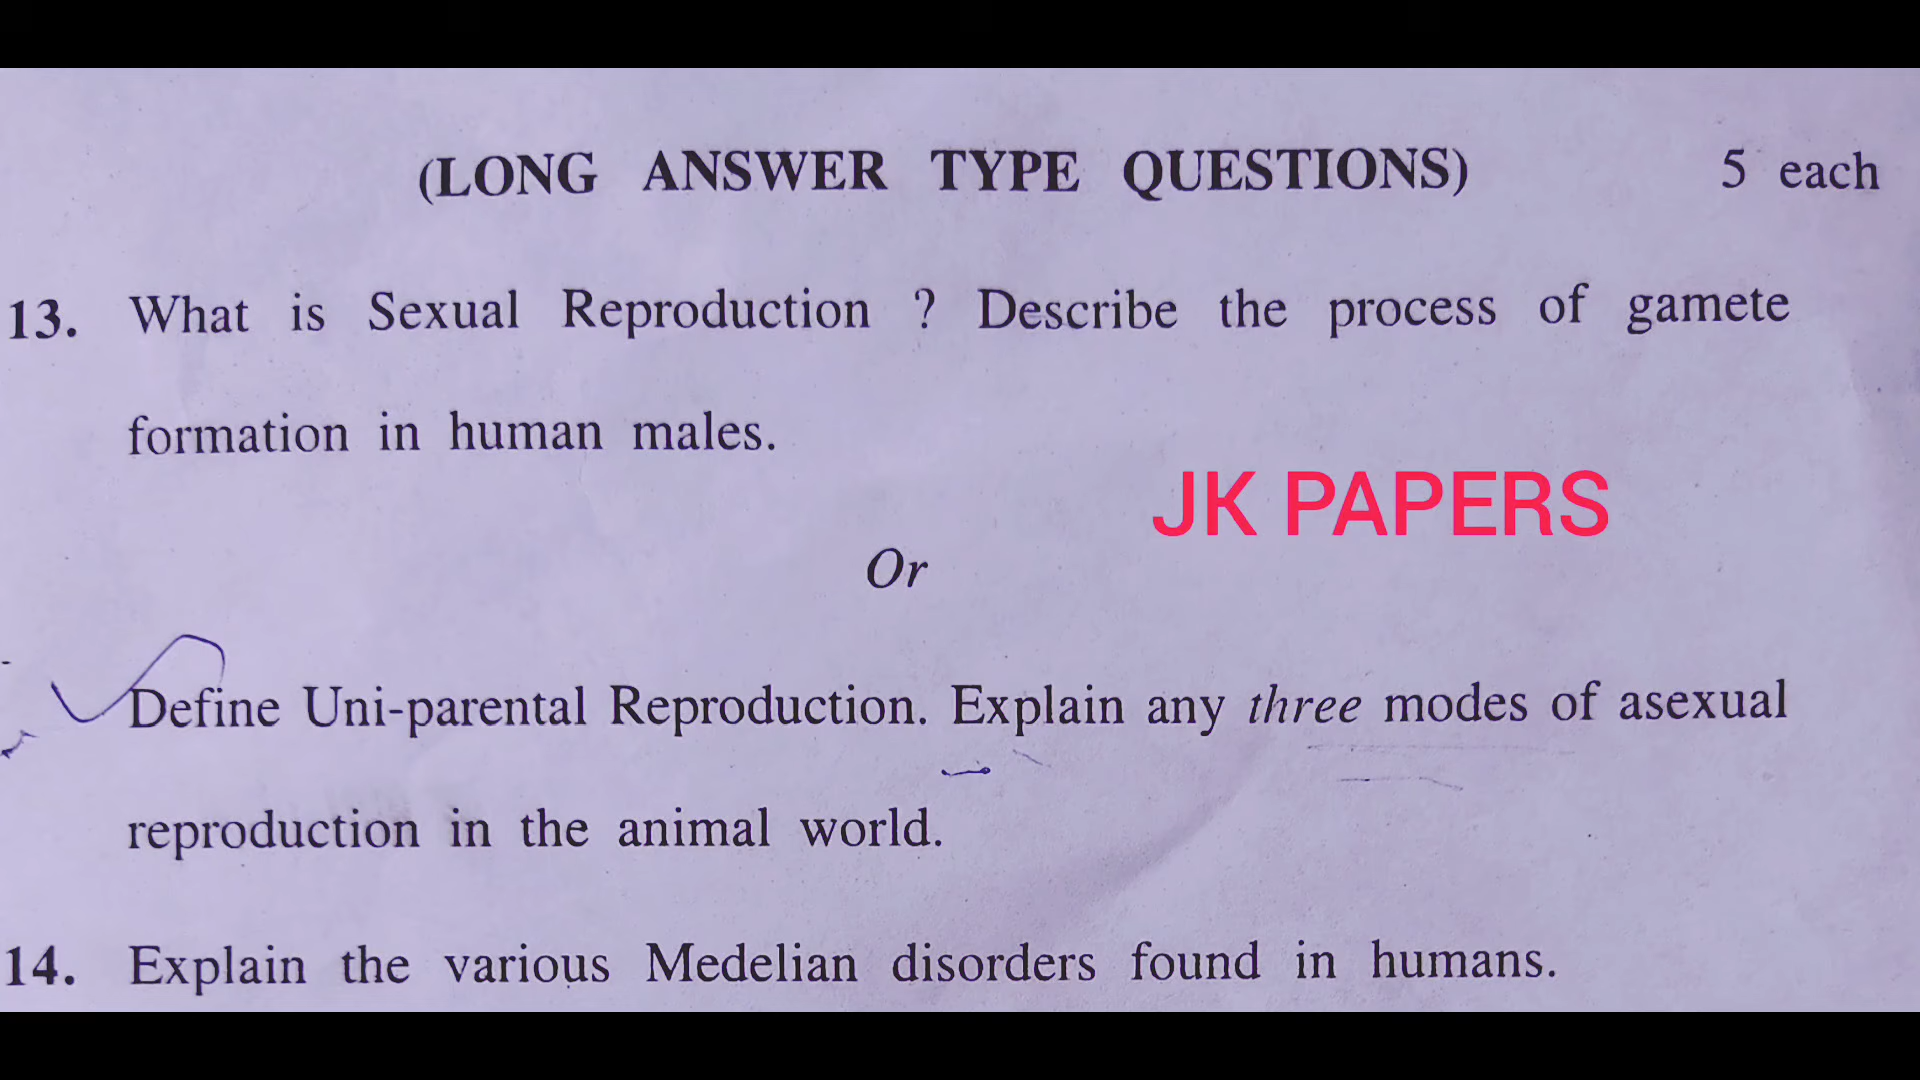 (LONG ANSWER TYPE QUESTIONS) 5 each
13. What is Sexual Reproduction ? Describe the process of gamete
formation in human males.
JK PAPERS
Or
Define Uni-parental Reproduction. Explain any three modes of asexual
reproduction in the animal world.
14. Explain the various Medelian disorders found in humans.